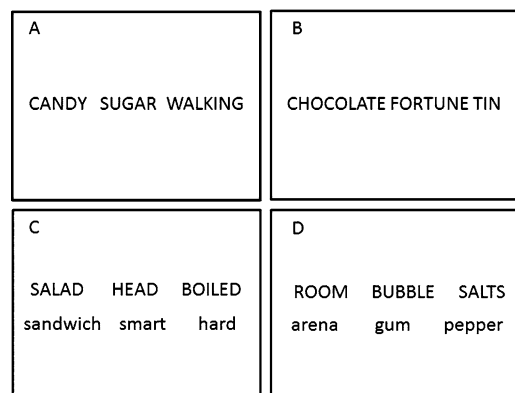 A
CANDY SUGAR WALKING
B
CHOCOLATE FORTUNE TIN
C
SALAD HEAD BOILED
sandwich smart hard
D
ROOM BUBBLE SALTS
arena gum pepper